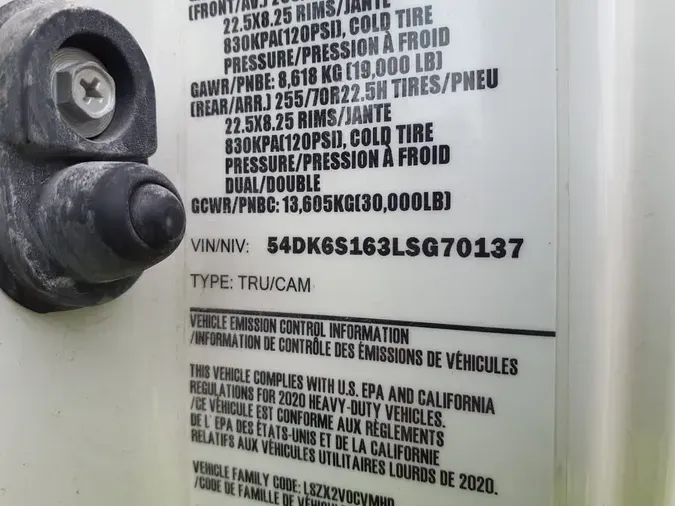 (FRONT/AV.)
22.5X8.25 RIMS/JANTE
830KPA(120PSI), COLD TIRE
PRESSURE/PRESSION À FROID
GAWR/PNBE: 8,618 KG (19,000 LB)
(REAR/ARR.) 255/70R22.5H TIRES/PNEU
22.5X8.25 RIMS/JANTE
830KPA(120PSI), COLD TIRE
PRESSURE/PRESSION À FROID
DUAL/DOUBLE
GCWR/PNBC: 13,605KG(30,000LB)
VIN/NIV: 54DK6S163LSG70137
TYPE: TRU/CAM
VEHICLE EMISSION CONTROL INFORMATION
/INFORMATION DE CONTRÔLE DES ÉMISSIONS DE VÉHICULES
THIS VEHICLE COMPLIES WITH U.S. EPA AND CALIFORNIA
REGULATIONS FOR 2020 HEAVY-DUTY VEHICLES.
/CE VÉHICULE EST CONFORME AUX RÈGLEMENTS
DE L' EPA DES ÉTATS-UNIS ET DE LA CALIFORNIE
RELATIFS AUX VÉHICULES UTILITAIRES LOURDS DE 2020.
VEHICLE FAMILY CODE: LSZX2VOCVMHD
/CODE DE FAMILLE DE